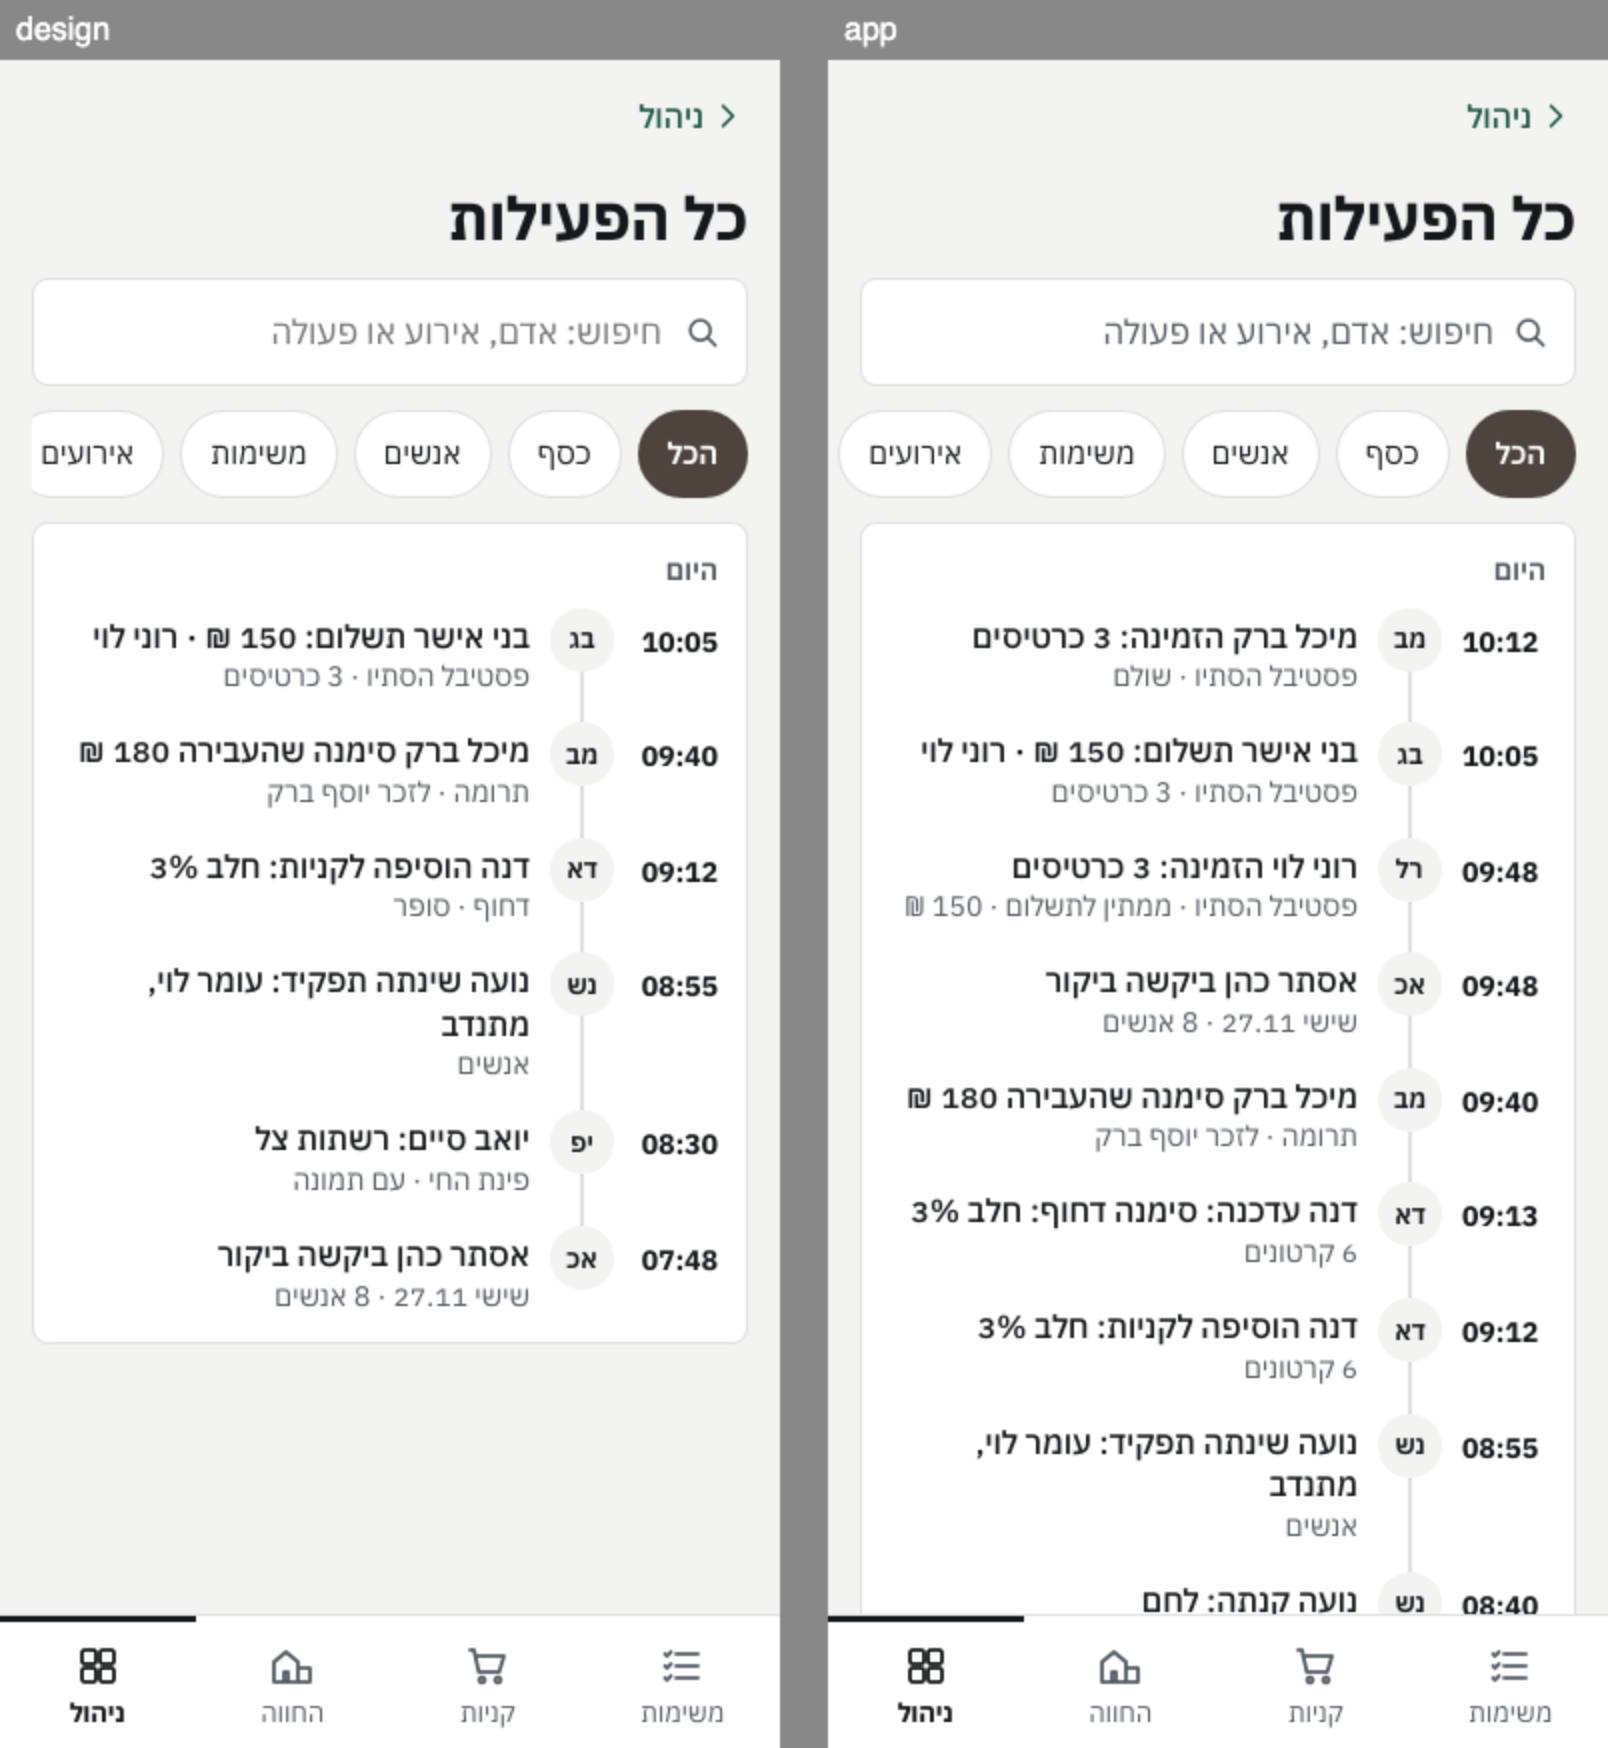 design
ניהול
כל הפעילות
חיפוש: אדם, אירוע או פעולה
הכל
כסף
אנשים
משימות
אירועים
היום
10:05
בג
בני אישר תשלום: 150 ₪ · רוני לוי
פסטיבל הסתיו · 3 כרטיסים
09:40
מב
מיכל ברק סימנה שהעבירה 180 ₪
תרומה · לזכר יוסף ברק
09:12
דא
דנה הוסיפה לקניות: חלב 3%
דחוף · סופר
08:55
נש
נועה שינתה תפקיד: עומר לוי,
מתנדב
אנשים
08:30
יפ
יואב סיים: רשתות צל
פינת החי · עם תמונה
07:48
אכ
אסתר כהן ביקשה ביקור
שישי 27.11 · 8 אנשים
משימות
קניות
החווה
ניהול
app
ניהול
כל הפעילות
חיפוש: אדם, אירוע או פעולה
הכל
כסף
אנשים
משימות
אירועים
היום
10:12
מב
מיכל ברק הזמינה: 3 כרטיסים
פסטיבל הסתיו · שולם
10:05
בג
בני אישר תשלום: 150 ₪ · רוני לוי
פסטיבל הסתיו · 3 כרטיסים
09:48
רל
רוני לוי הזמינה: 3 כרטיסים
פסטיבל הסתיו · ממתין לתשלום · 150 ₪
09:48
אכ
אסתר כהן ביקשה ביקור
שישי 27.11 · 8 אנשים
09:40
מב
מיכל ברק סימנה שהעבירה 180 ₪
תרומה · לזכר יוסף ברק
09:13
דא
דנה עדכנה: סימנה דחוף: חלב 3%
6 קרטונים
09:12
דא
דנה הוסיפה לקניות: חלב 3%
6 קרטונים
08:55
נש
נועה שינתה תפקיד: עומר לוי,
מתנדב
אנשים
08:40
נש
נועה קנתה: לחם
משימות
קניות
החווה
ניהול